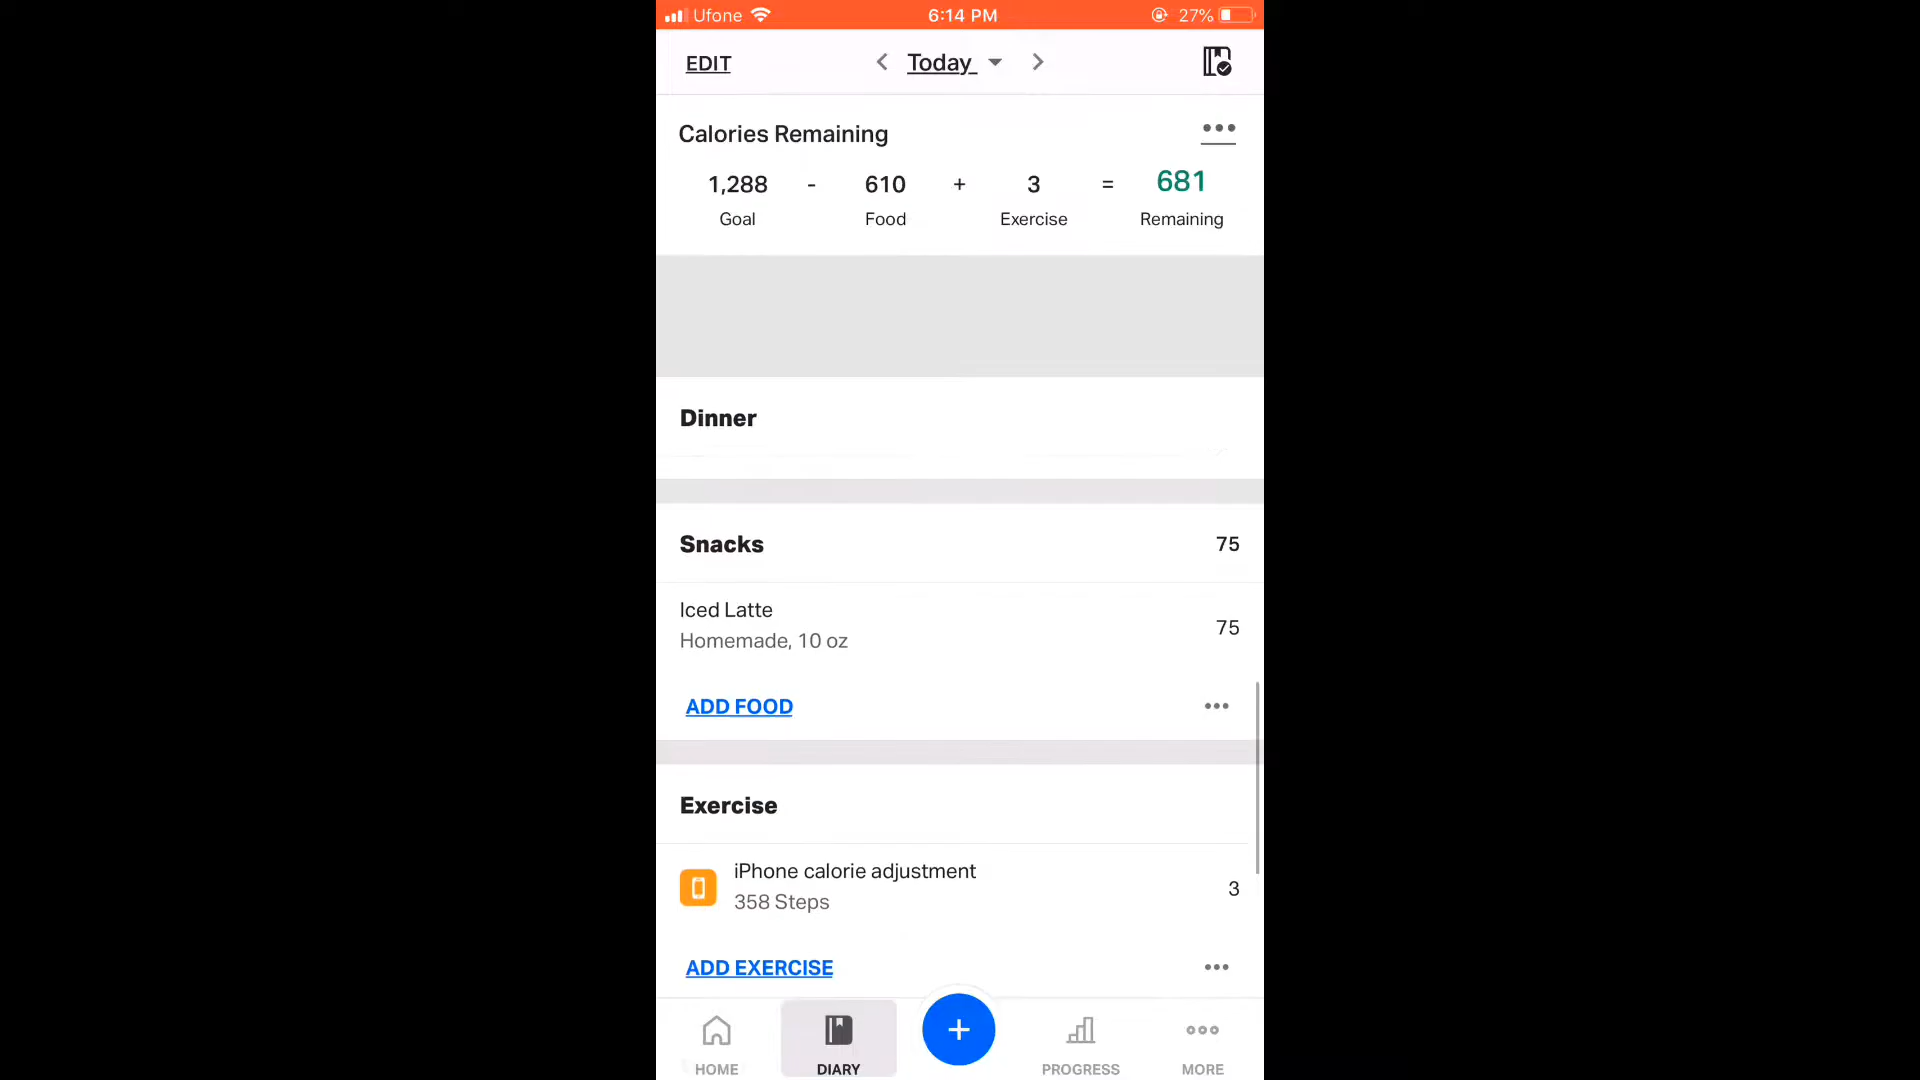 Ufone 6:14 PM 27%
EDIT Today
Calories Remaining
1,288 - 610 + 3 = 681
Goal Food Exercise Remaining
Dinner
Snacks 75
Iced Latte
Homemade, 10 oz 75
ADD FOOD
Exercise
iPhone calorie adjustment
358 Steps 3
ADD EXERCISE
HOME DIARY PROGRESS MORE